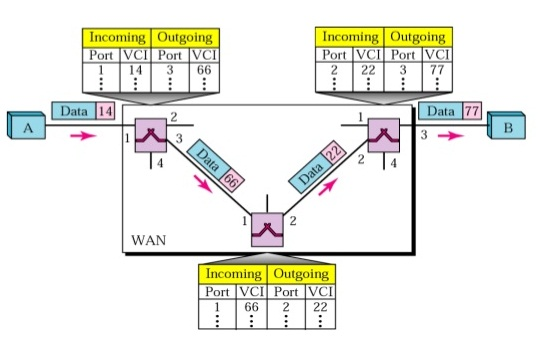 Incoming Outgoing
Port VCI Port VCI
1 14 3 66
Incoming Outgoing
Port VCI Port VCI
2 22 3 77
A
Data 14
1
2
3
4
Data 66
Data 22
1
2
3
4
Data 77
B
1
2
WAN
Incoming Outgoing
Port VCI Port VCI
1 66 2 22